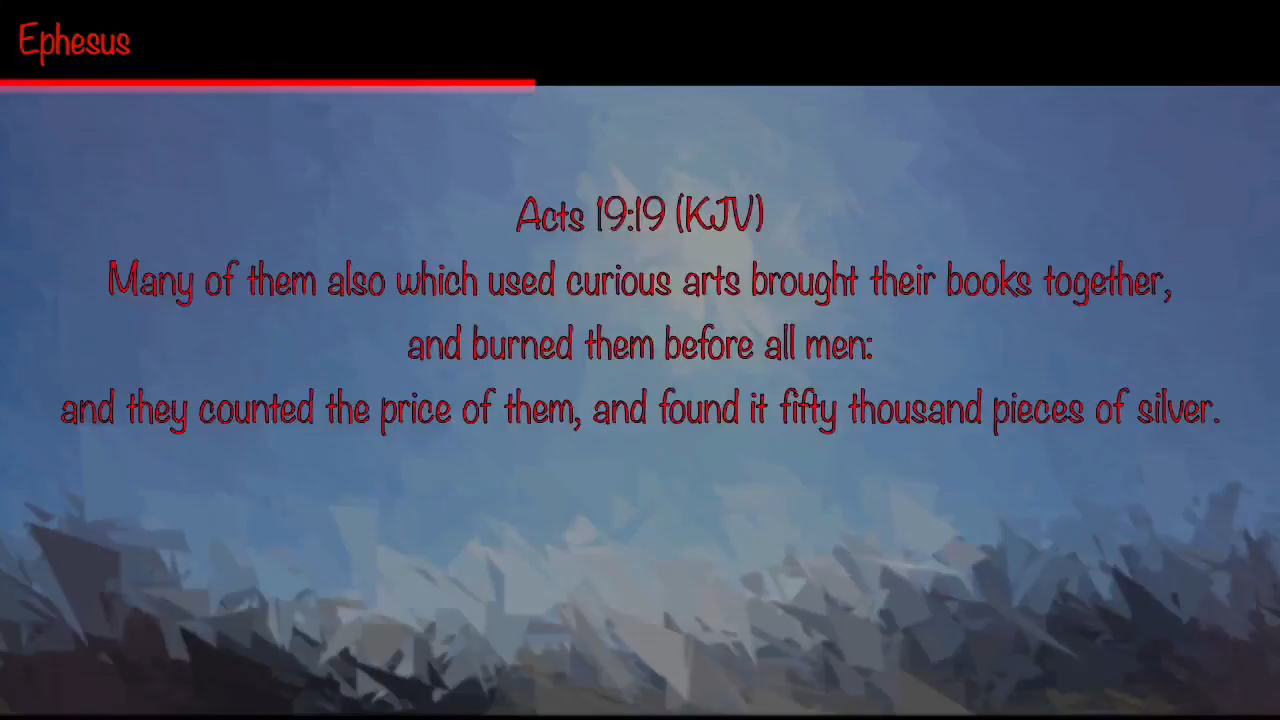 Ephesus
Acts 19:19 (KJV)
Many of them also which used curious arts brought their books together,
and burned them before all men:
and they counted the price of them, and found it fifty thousand pieces of silver.